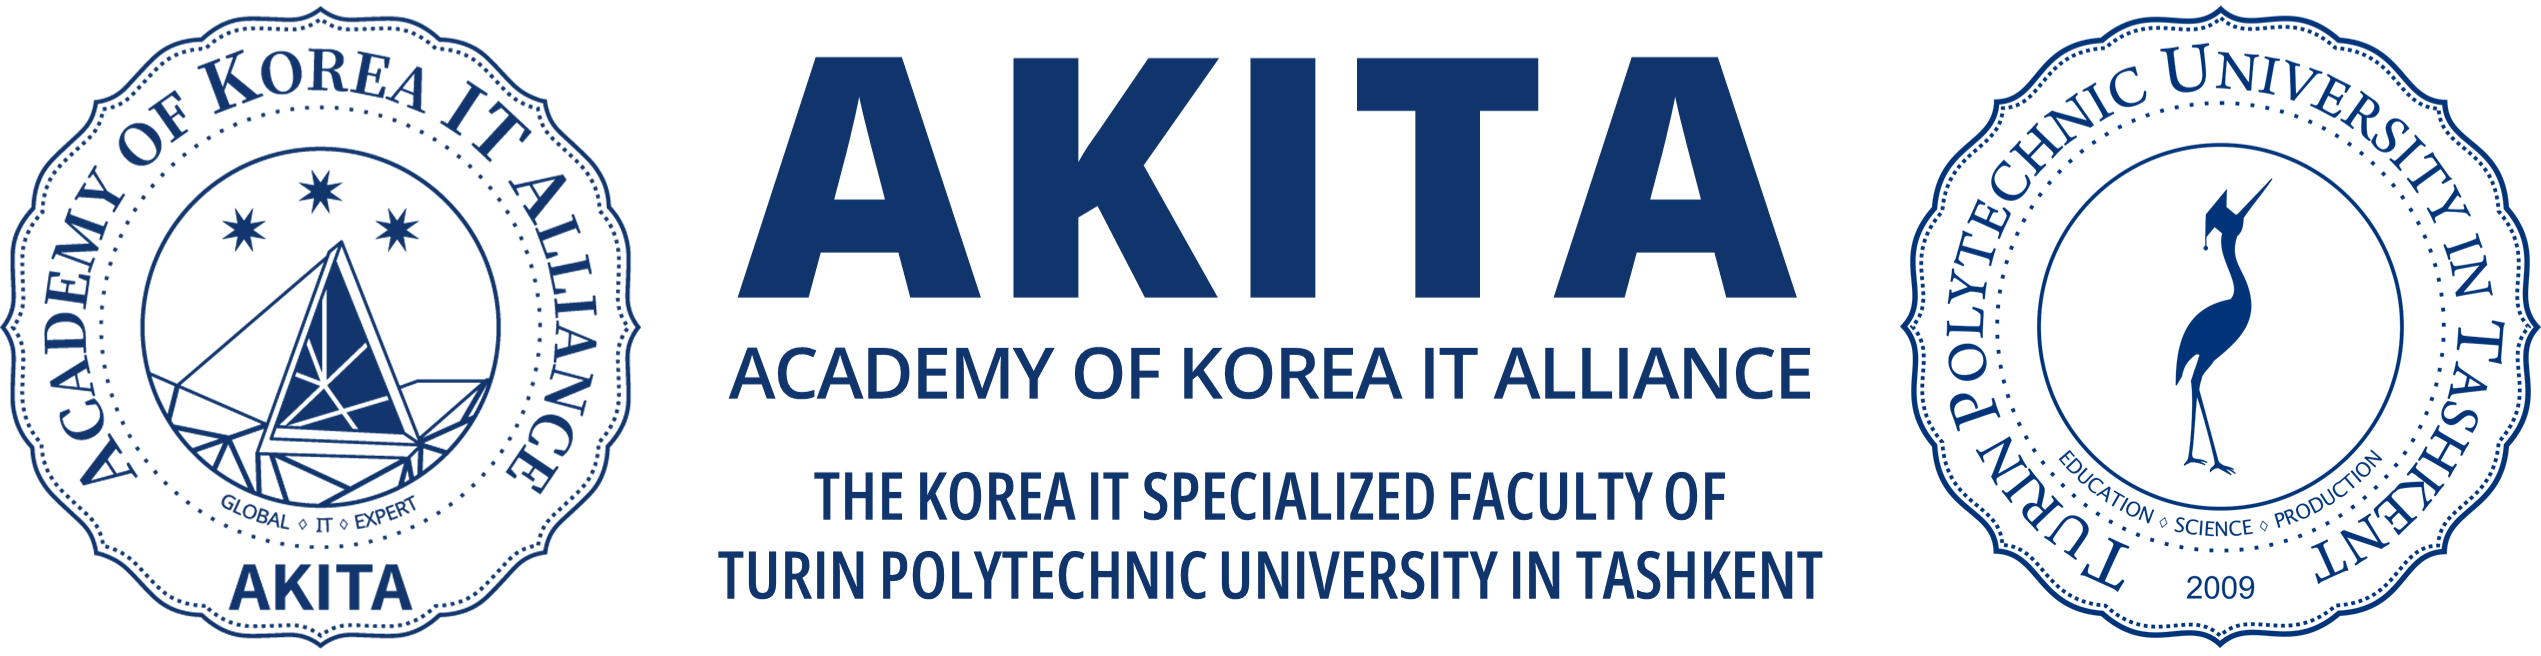 ACADEMY OF KOREA IT ALLIANCE
GLOBAL ◊ IT ◊ EXPERT
AKITA
AKITA
ACADEMY OF KOREA IT ALLIANCE
THE KOREA IT SPECIALIZED FACULTY OF
TURIN POLYTECHNIC UNIVERSITY IN TASHKENT
TURIN POLYTECHNIC UNIVERSITY IN TASHKENT
EDUCATION ◊ SCIENCE ◊ PRODUCTION
2009